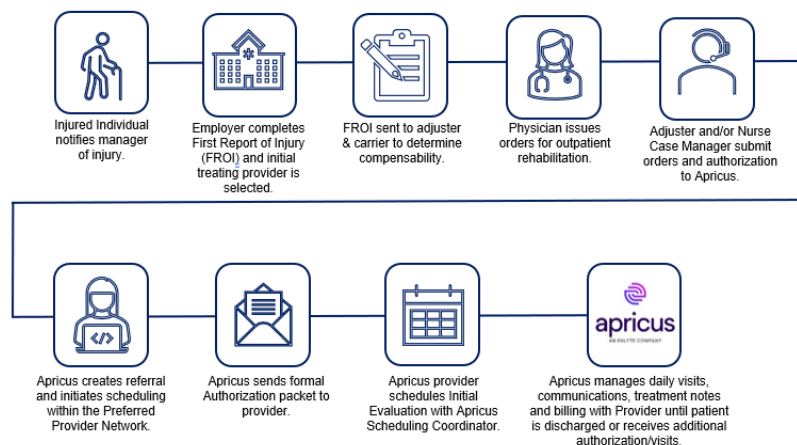 Injured Individual
notifies manager
of injury.
Employer completes
First Report of Injury
(FROI) and initial
treating provider is
selected.
FROI sent to adjuster
& carrier to determine
compensability.
Physician issues
orders for outpatient
rehabilitation.
Adjuster and/or Nurse
Case Manager submit
orders and authorization
to Apricus.
</>
Apricus creates referral
and initiates scheduling
within the Preferred
Provider Network.
Apricus sends formal
Authorization packet to
provider.
Apricus provider
schedules Initial
Evaluation with Apricus
Scheduling Coordinator.
apricus
AN ENLYTE COMPANY
Apricus manages daily visits,
communications, treatment notes
and billing with Provider until patient
is discharged or receives additional
authorization/visits.